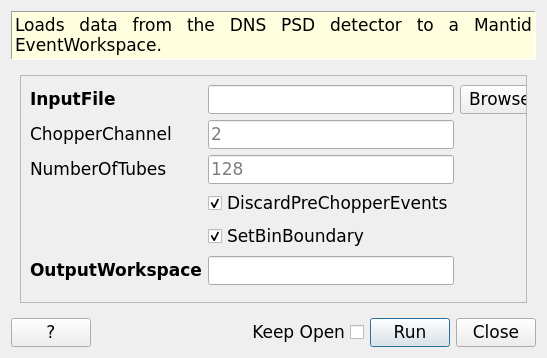 Loads data from the DNS PSD detector to a Mantid
EventWorkspace.
InputFile Browse
ChopperChannel 2
NumberOfTubes 128
DiscardPreChopperEvents
SetBinBoundary
OutputWorkspace
? Keep Open Run Close